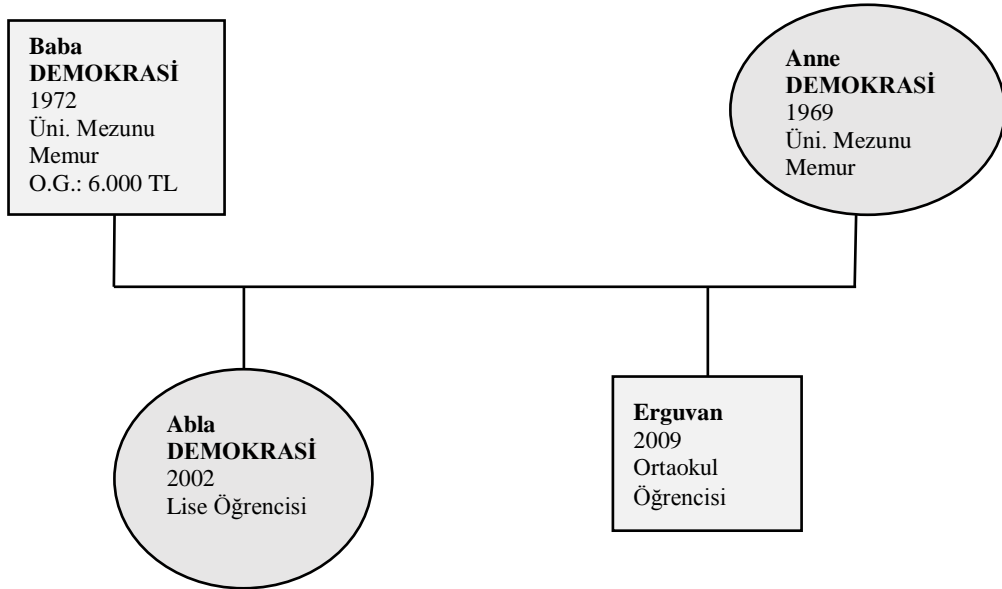 Baba
DEMOKRASİ
1972
Üni. Mezunu
Memur
O.G.: 6.000 TL
Anne
DEMOKRASİ
1969
Üni. Mezunu
Memur
Abla
DEMOKRASİ
2002
Lise Öğrencisi
Erguvan
2009
Ortaokul
Öğrencisi